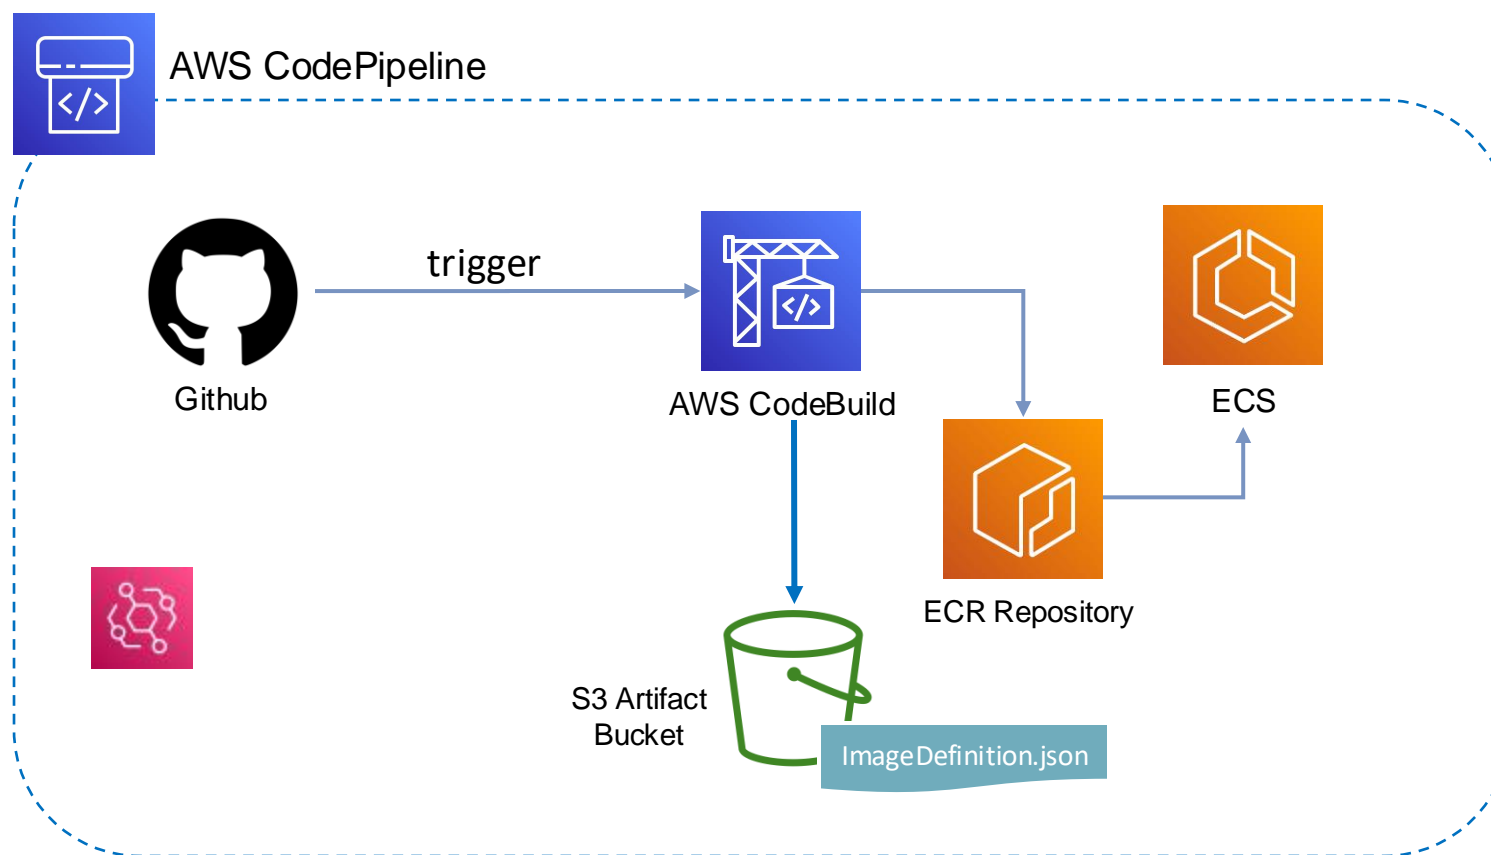 AWS CodePipeline
trigger
Github
AWS CodeBuild
ECS
ECR Repository
S3 Artifact
Bucket
ImageDefinition.json